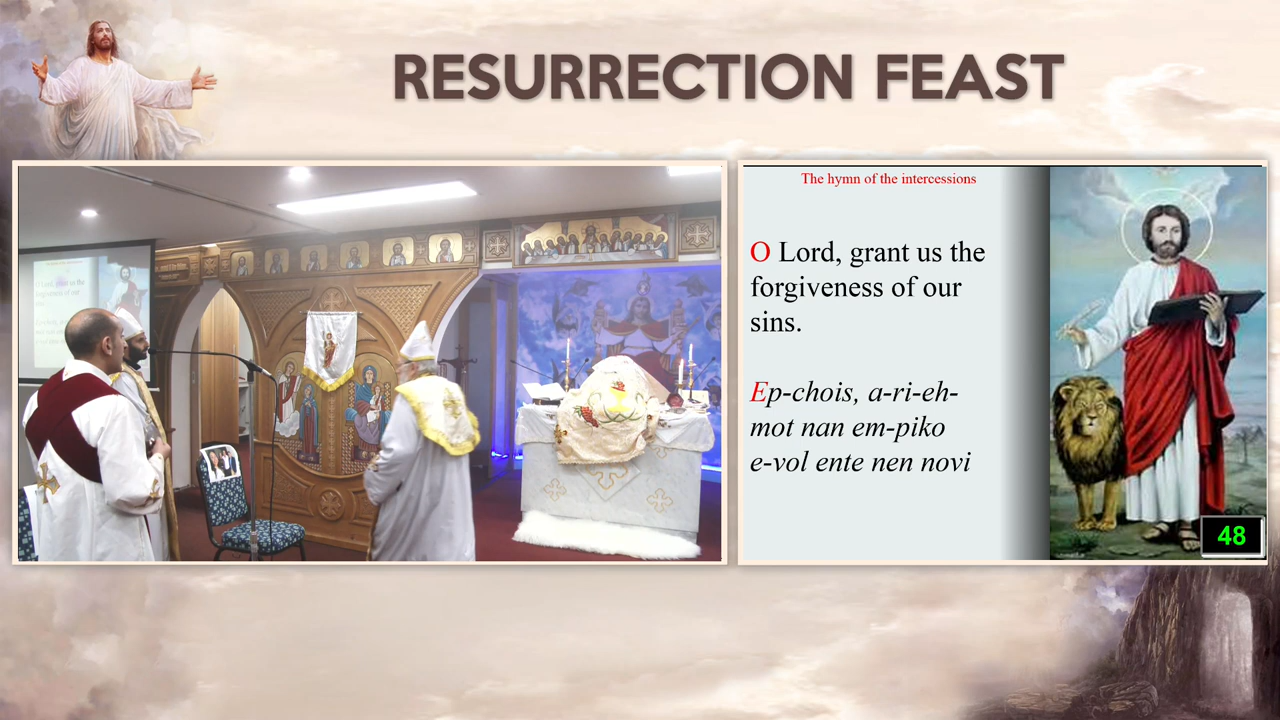 RESURRECTION FEAST
The hymn of the intercessions
O Lord, grant us the
forgiveness of our
sins.
Ep-chois, a-ri-eh-
mot nan em-piko
e-vol ente nen novi
48